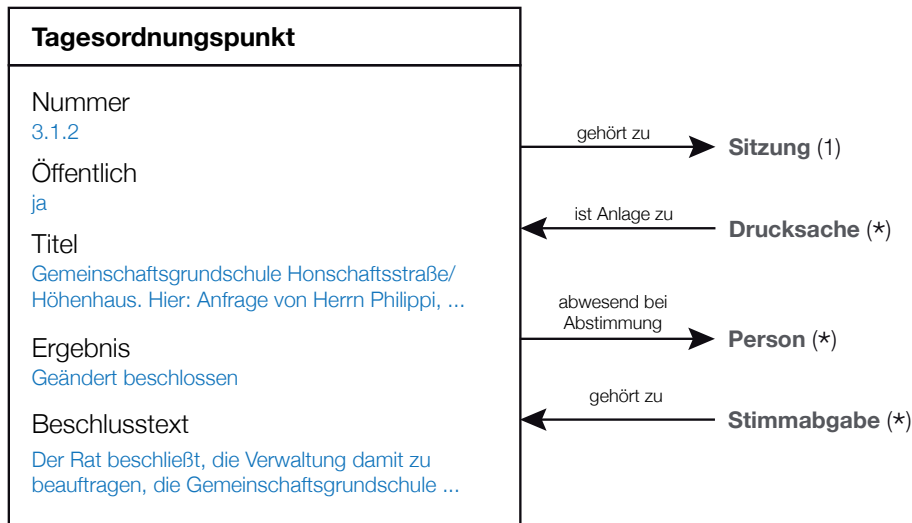 Tagesordnungspunkt
Nummer
3.1.2
Öffentlich
ja
Titel
Gemeinschaftsgrundschule Honschaftsstraße/
Höhenhaus. Hier: Anfrage von Herrn Philippi, ...
Ergebnis
Geändert beschlossen
Beschlusstext
Der Rat beschließt, die Verwaltung damit zu
beauftragen, die Gemeinschaftsgrundschule ...
gehört zu
Sitzung (1)
ist Anlage zu
Drucksache (*)
abwesend bei
Abstimmung
Person (*)
gehört zu
Stimmabgabe (*)